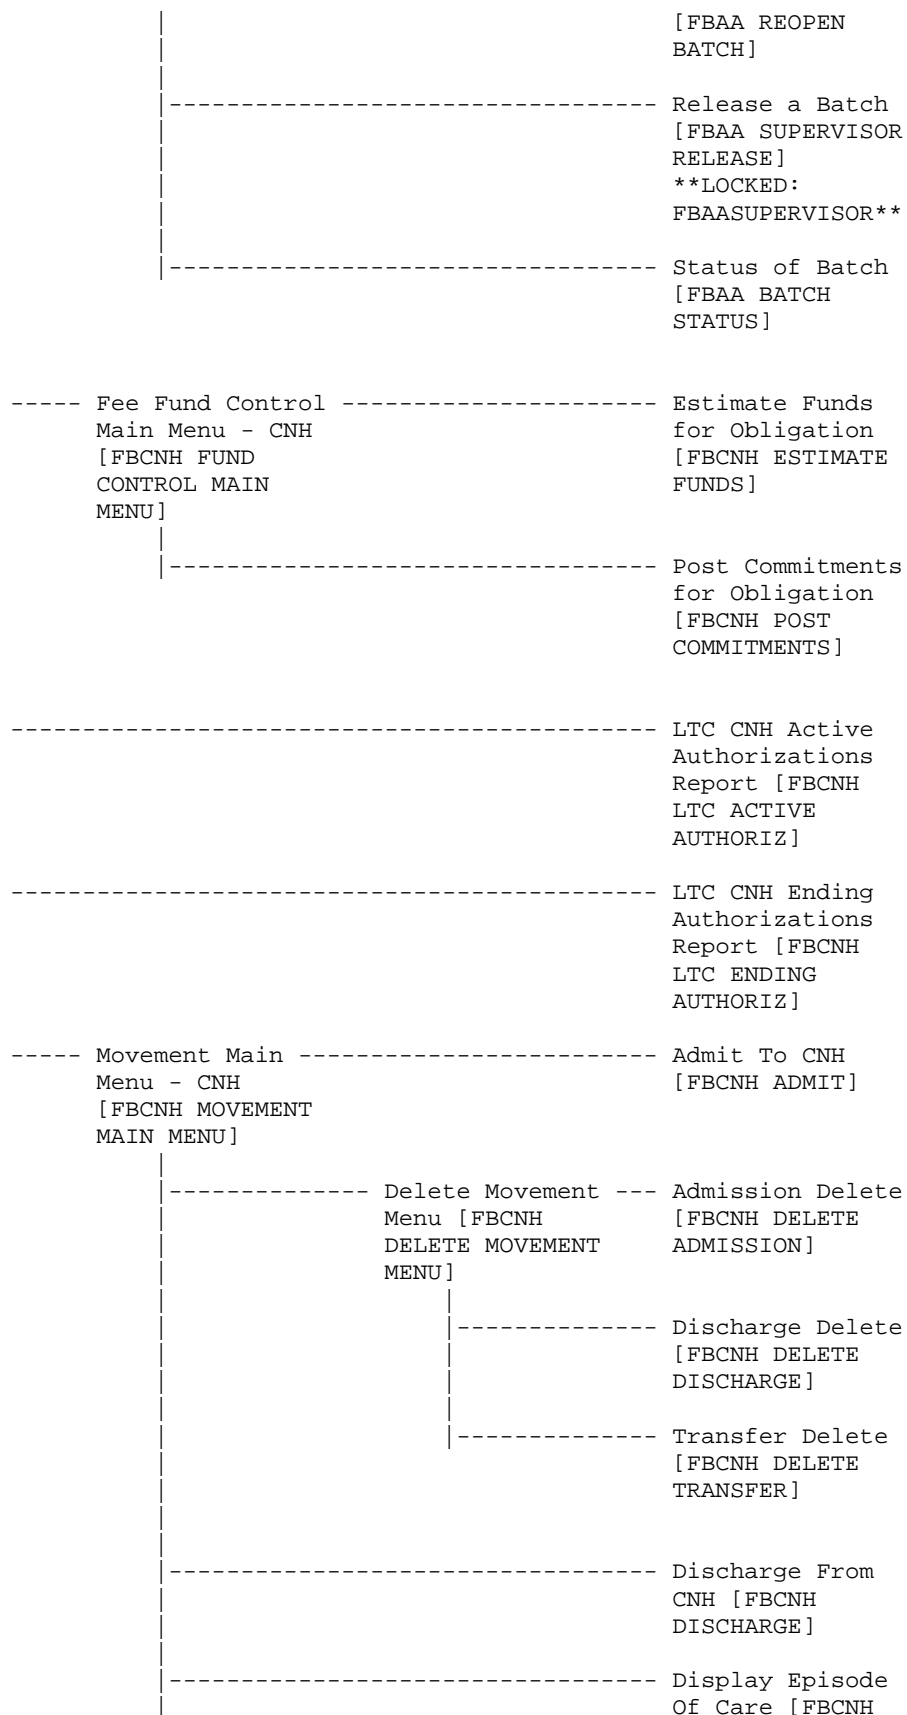 [FBAA REOPEN
BATCH]
Release a Batch
[FBAA SUPERVISOR
RELEASE]
**LOCKED:
FBAASUPERVISOR**
Status of Batch
[FBAA BATCH
STATUS]
----- Fee Fund Control ---------------------- Estimate Funds
Main Menu - CNH for Obligation
[FBCNH FUND [FBCNH ESTIMATE
CONTROL MAIN FUNDS]
MENU]
Post Commitments
for Obligation
[FBCNH POST
COMMITMENTS]
LTC CNH Active
Authorizations
Report [FBCNH
LTC ACTIVE
AUTHORIZ]
LTC CNH Ending
Authorizations
Report [FBCNH
LTC ENDING
AUTHORIZ]
----- Movement Main ------------------------- Admit To CNH
Menu - CNH [FBCNH ADMIT]
[FBCNH MOVEMENT
MAIN MENU]
Delete Movement --- Admission Delete
Menu [FBCNH [FBCNH DELETE
DELETE MOVEMENT ADMISSION]
MENU]
Discharge Delete
[FBCNH DELETE
DISCHARGE]
Transfer Delete
[FBCNH DELETE
TRANSFER]
Discharge From
CNH [FBCNH
DISCHARGE]
Display Episode
Of Care [FBCNH